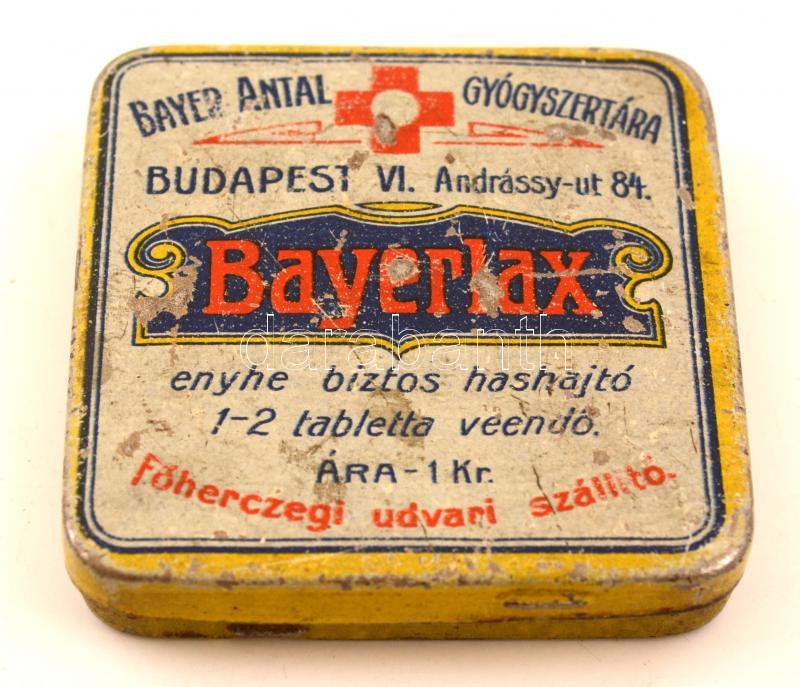 BAYER ANTAL GYÓGYSZERTÁRA
BUDAPEST VI. Andrássy-ut 84.
Bayerlax
darabanth
enyhe biztos hashajtó
1-2 tabletta veendő.
ÁRA-1 Kr.
Főherczegi udvari szállító.